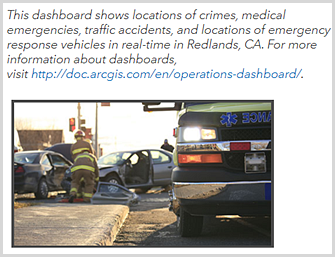 This dashboard shows locations of crimes, medical
emergencies, traffic accidents, and locations of emergency
response vehicles in real-time in Redlands, CA. For more
information about dashboards,
visit http://doc.arcgis.com/en/operations-dashboard/.